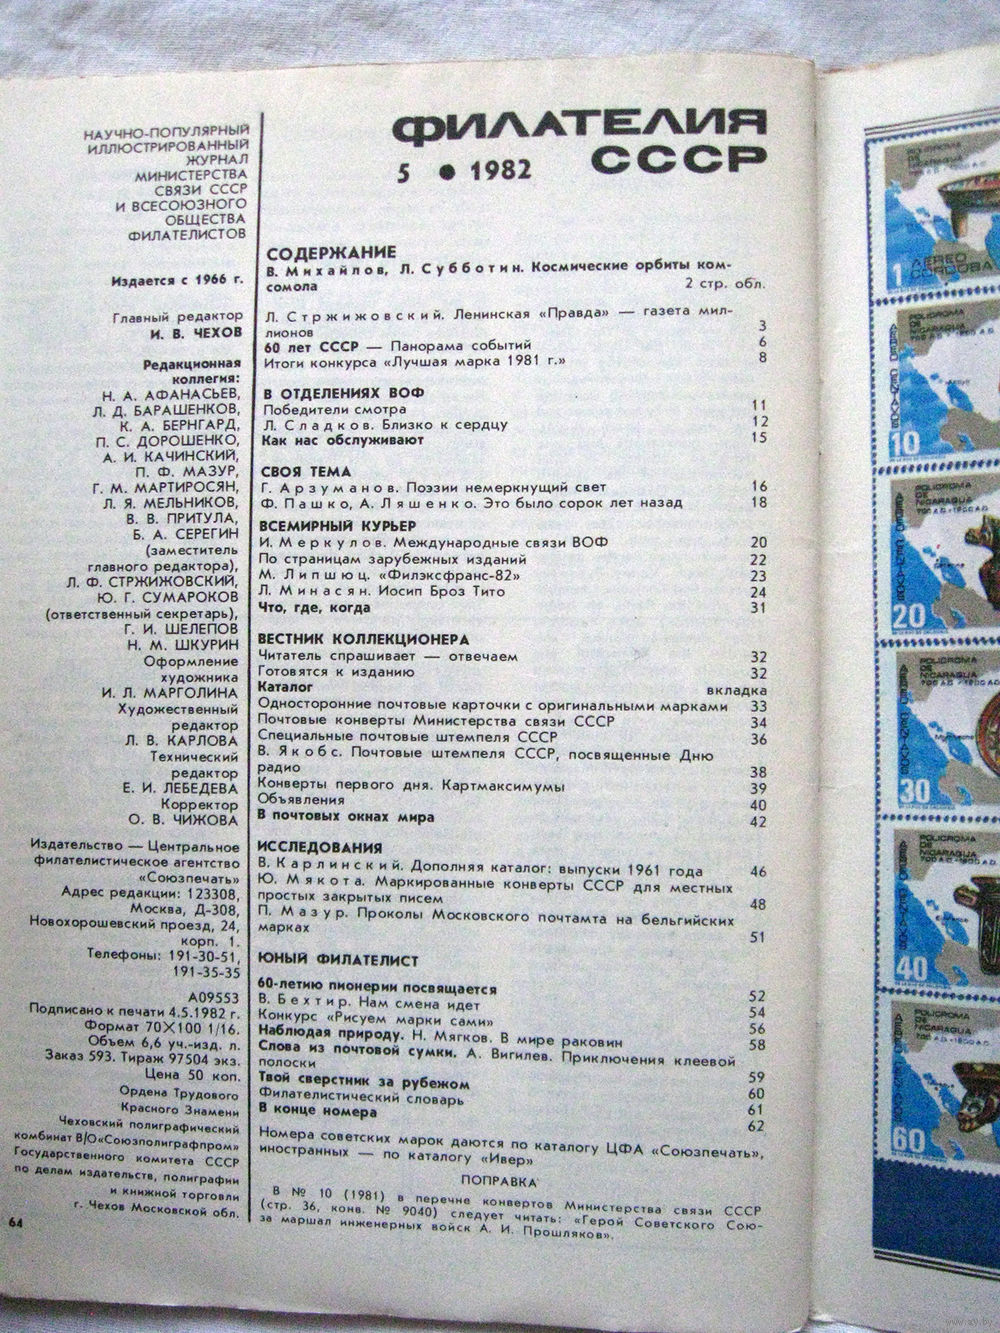 НАУЧНО-ПОПУЛЯРНЫЙ
ИЛЛЮСТРИРОВАННЫЙ
ЖУРНАЛ
МИНИСТЕРСТВА
СВЯЗИ СССР
И ВСЕСОЮЗНОГО
ОБЩЕСТВА
ФИЛАТЕЛИСТОВ
Издается с 1966 г.
Главный редактор
И. В. ЧЕХОВ
Редакционная
коллегия:
Н. А. АФАНАСЬЕВ,
Л. Д. БАРАШЕНКОВ,
К. А. БЕРНГАРД,
П. С. ДОРОШЕНКО,
А. И. КАЧИНСКИЙ,
П. Ф. МАЗУР,
Г. М. МАРТИРОСЯН,
Л. Я. МЕЛЬНИКОВ,
В. В. ПРИТУЛА,
Б. А. СЕРЕГИН
(заместитель
главного редактора),
Л. Ф. СТРЖИЖОВСКИЙ,
Ю. Г. СУМАРОКОВ
(ответственный секретарь),
Г. И. ШЕЛЕПОВ
Н. М. ШКУРИН
Оформление
художника
И. Л. МАРГОЛИНА
Художественный
редактор
Л. В. КАРЛОВА
Технический
редактор
Е. И. ЛЕБЕДЕВА
Корректор
О. В. ЧИЖОВА
Издательство — Центральное
филателистическое агентство
«Союзпечать»
Адрес редакции: 123308,
Москва, Д-308,
Новохорошевский проезд, 24,
корп. 1.
Телефоны: 191-30-51,
191-35-35
А09553
Подписано к печати 4.5.1982 г.
Формат 70×100 1/16.
Объем 6,6 уч.-изд. л.
Заказ 593. Тираж 97504 экз.
Цена 50 коп.
Ордена Трудового
Красного Знамени
Чеховский полиграфический
комбинат В/О«Союзполиграфпром»
Государственного комитета СССР
по делам издательств, полиграфии
и книжной торговли
г. Чехов Московской обл.
64
ФИЛАТЕЛИЯ
СССР
5 ● 1982
СОДЕРЖАНИЕ
В. Михайлов, Л. Субботин. Космические орбиты ком-
сомола 2 стр. обл.
Л. Стржижовский. Ленинская «Правда» — газета мил-
лионов 3
60 лет СССР — Панорама событий 6
Итоги конкурса «Лучшая марка 1981 г.» 8
В ОТДЕЛЕНИЯХ ВОФ
Победители смотра 11
Л. Сладков. Близко к сердцу 12
Как нас обслуживают 15
СВОЯ ТЕМА
Г. Арзуманов. Поэзии немеркнущий свет 16
Ф. Пашко, А. Ляшенко. Это было сорок лет назад 18
ВСЕМИРНЫЙ КУРЬЕР
И. Меркулов. Международные связи ВОФ 20
По страницам зарубежных изданий 22
М. Липшюц. «Филэксфранс-82» 23
Л. Минасян. Иосип Броз Тито 24
Что, где, когда 31
ВЕСТНИК КОЛЛЕКЦИОНЕРА
Читатель спрашивает — отвечаем 32
Готовятся к изданию 32
Каталог вкладка
Односторонние почтовые карточки с оригинальными марками 33
Почтовые конверты Министерства связи СССР 34
Специальные почтовые штемпеля СССР 36
В. Якобс. Почтовые штемпеля СССР, посвященные Дню
радио 38
Конверты первого дня. Картмаксимумы 39
Объявления 40
В почтовых окнах мира 42
ИССЛЕДОВАНИЯ
В. Карлинский. Дополняя каталог: выпуски 1961 года 46
Ю. Мякота. Маркированные конверты СССР для местных
простых закрытых писем 48
П. Мазур. Проколы Московского почтамта на бельгийских
марках 51
ЮНЫЙ ФИЛАТЕЛИСТ
60-летию пионерии посвящается
В. Бехтир. Нам смена идет 52
Конкурс «Рисуем марки сами» 54
Наблюдая природу. Н. Мягков. В мире раковин 56
Слова из почтовой сумки. А. Вигилев. Приключения клеевой 58
полоски
Твой сверстник за рубежом 59
Филателистический словарь 60
В конце номера 61
62
Номера советских марок даются по каталогу ЦФА «Союзпечать»,
иностранных — по каталогу «Ивер»
ПОПРАВКА
В № 10 (1981) в перечне конвертов Министерства связи СССР
(стр. 36, конв. № 9040) следует читать: «Герой Советского Сою-
за маршал инженерных войск А. И. Прошляков».
DE
NICARAGUA
1 AEREO
CORDOBA
POLICROMA
DE
NICARAGUA
10
POLICROMA
DE
NICARAGUA
20
POLICROMA
DE
NICARAGUA
30
POLICROMA
DE
NICARAGUA
40
POLICROMA
DE
NICARAGUA
60